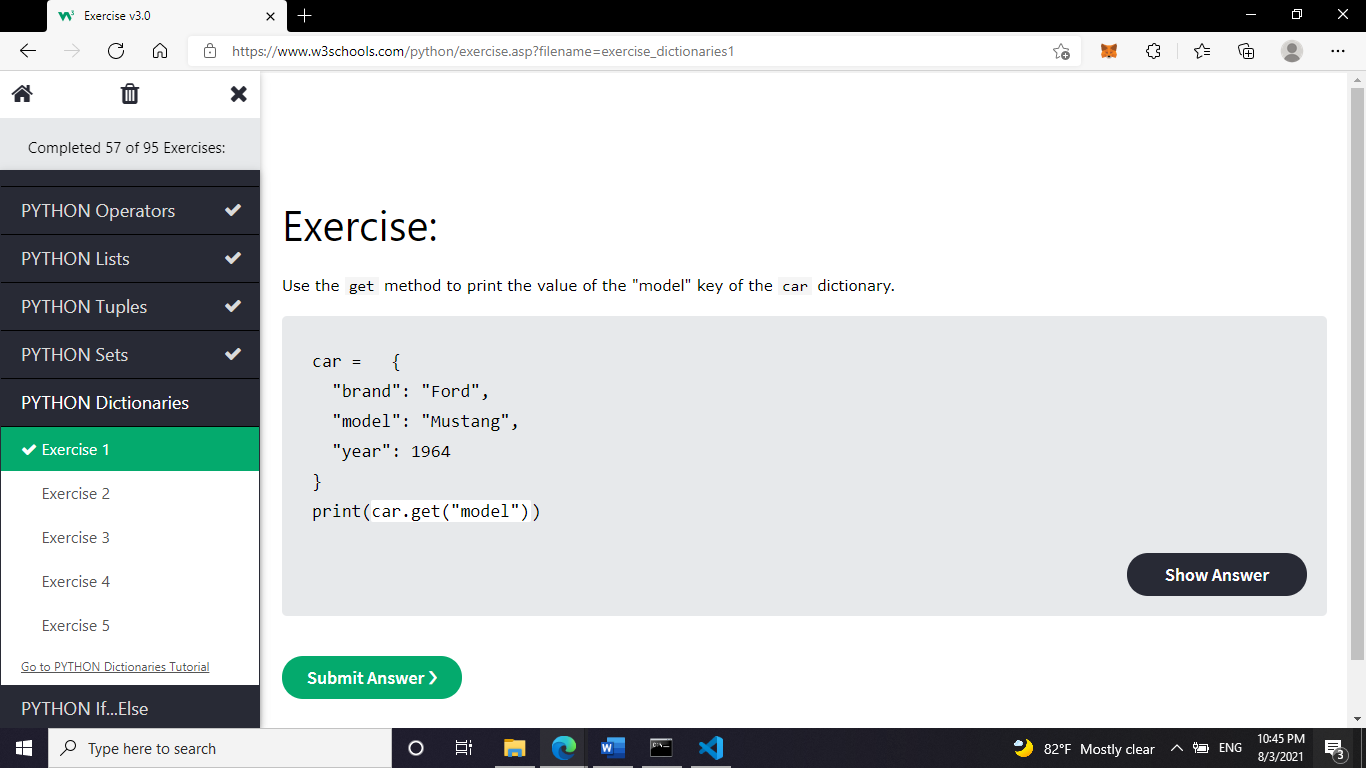 Exercise v3.0
https://www.w3schools.com/python/exercise.asp?filename=exercise_dictionaries1
Completed 57 of 95 Exercises:
PYTHON Operators
PYTHON Lists
PYTHON Tuples
PYTHON Sets
PYTHON Dictionaries
Exercise 1
Exercise 2
Exercise 3
Exercise 4
Exercise 5
Go to PYTHON Dictionaries Tutorial
PYTHON If...Else
Exercise:
Use the get method to print the value of the "model" key of the car dictionary.
car =   {
  "brand": "Ford",
  "model": "Mustang",
  "year": 1964
}
print(car.get("model"))
Show Answer
Submit Answer ❯
Type here to search
82°F Mostly clear
ENG
10:45 PM
8/3/2021
3